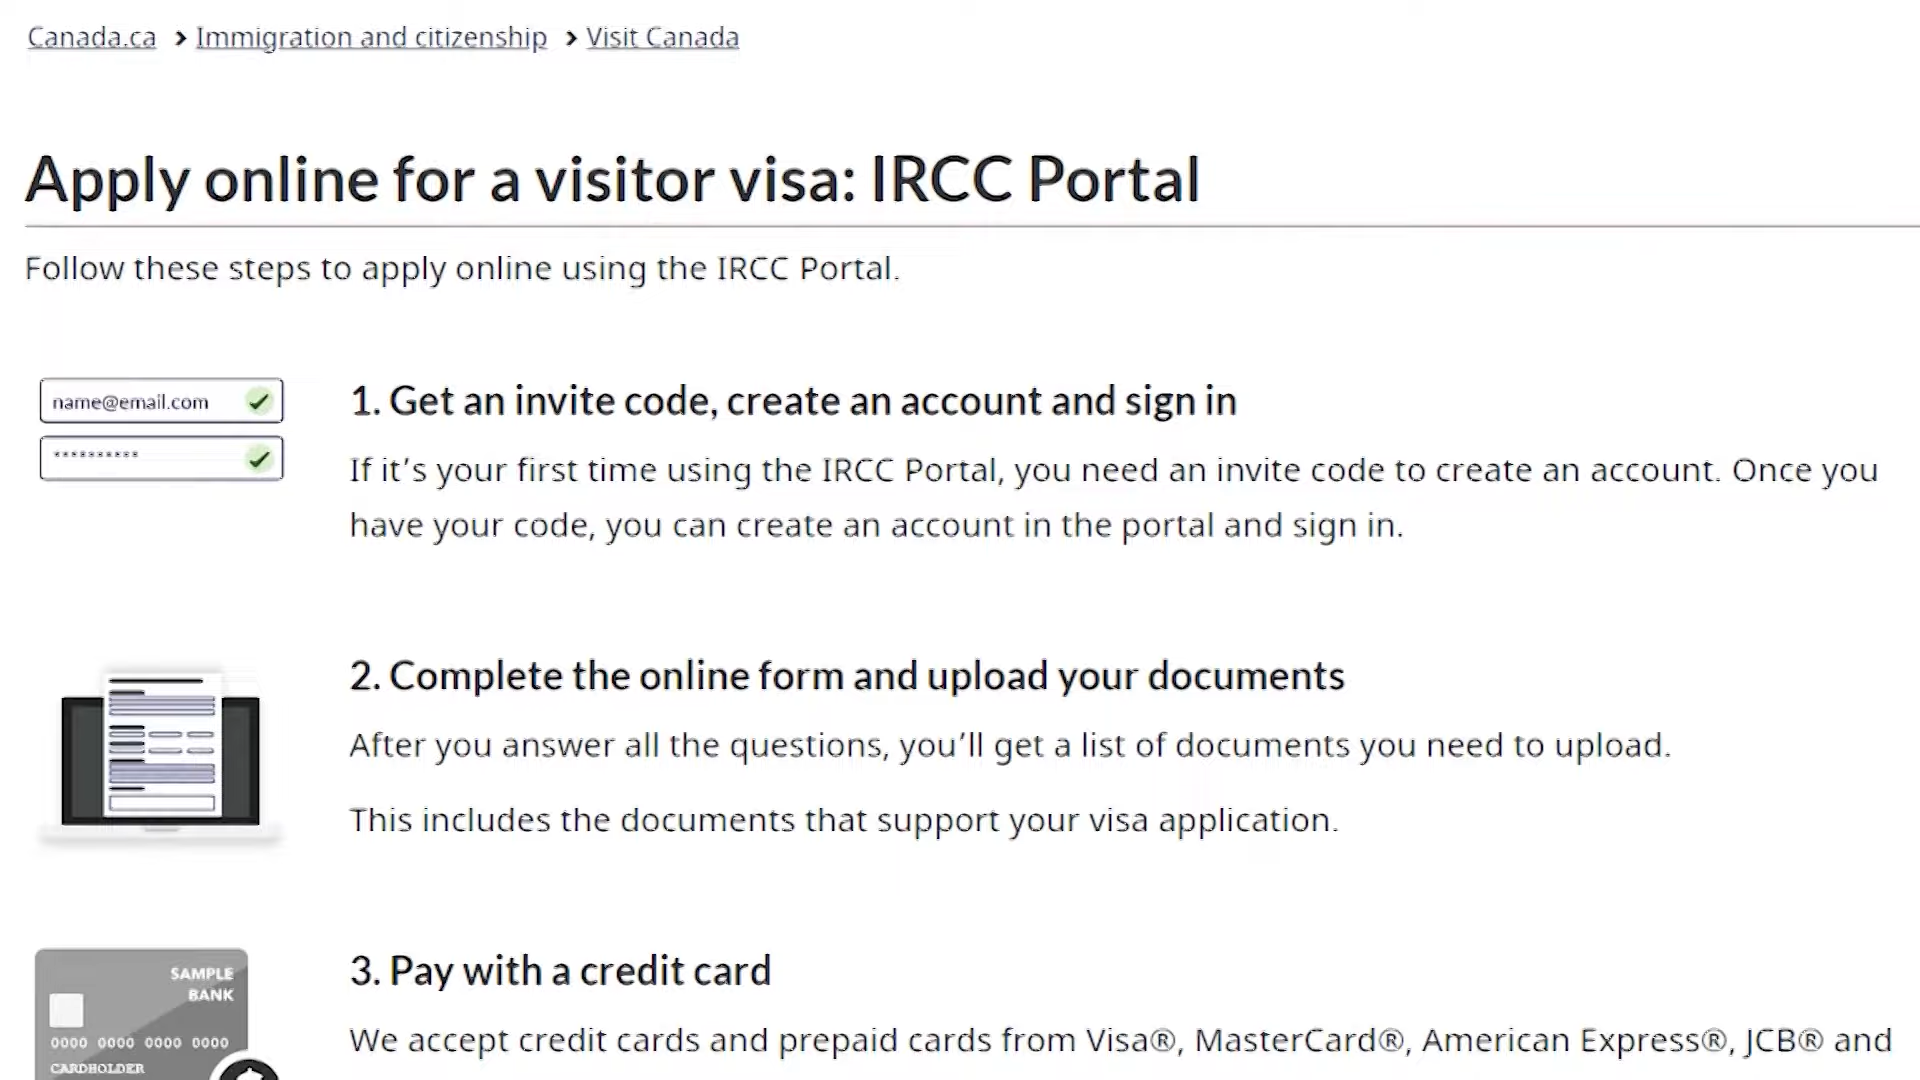 Canada.ca > Immigration and citizenship > Visit Canada
Apply online for a visitor visa: IRCC Portal
Follow these steps to apply online using the IRCC Portal.
name@email.com
**********
1. Get an invite code, create an account and sign in
If it’s your first time using the IRCC Portal, you need an invite code to create an account. Once you
have your code, you can create an account in the portal and sign in.
2. Complete the online form and upload your documents
After you answer all the questions, you’ll get a list of documents you need to upload.
This includes the documents that support your visa application.
SAMPLE
BANK
0000 0000 0000 0000
CARDHOLDER
3. Pay with a credit card
We accept credit cards and prepaid cards from Visa®, MasterCard®, American Express®, JCB® and